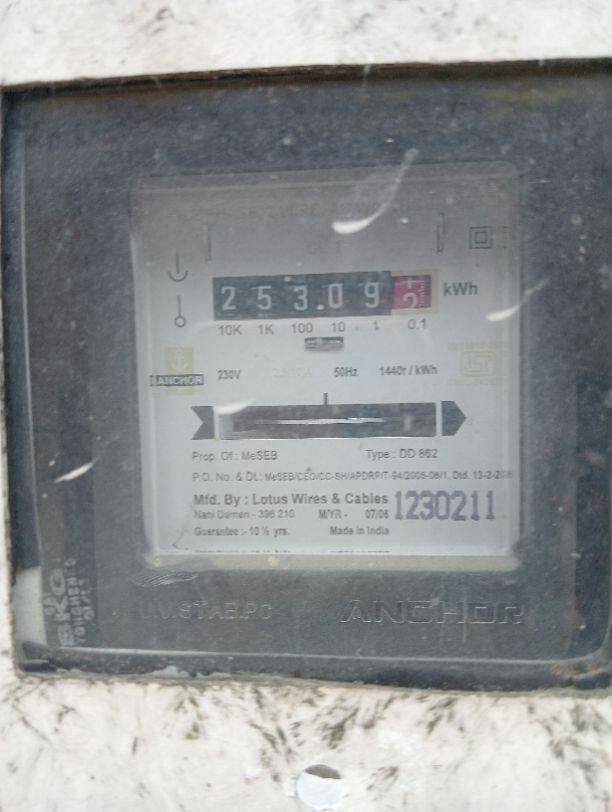 2 5 3.0 9 2 kWh
10K 1K 100 10 1 0.1
ANCHOR 230V 50Hz 1440r / kWh
Prop. Of : MeSEB Type : DD 862
P.O. No. & Dt.: MeSEB/CEO/CC-SH/APDRP/T-94/2005-06/1, Dtd. 13-2-
Mfd. By : Lotus Wires & Cables 1230211
Nani Daman - 396 210 M/YR - 07/06
Guarantee :- 10 ½ yrs. Made in India
ANCHOR